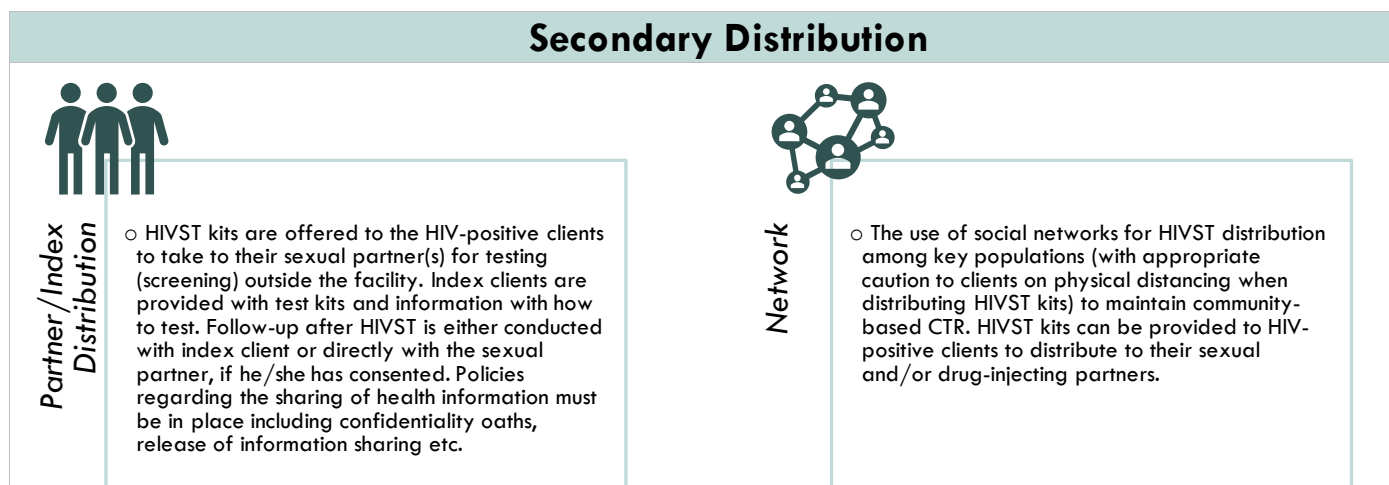 Secondary Distribution
Partner/Index
Distribution
○ HIVST kits are offered to the HIV-positive clients
to take to their sexual partner(s) for testing
(screening) outside the facility. Index clients are
provided with test kits and information with how
to test. Follow-up after HIVST is either conducted
with index client or directly with the sexual
partner, if he/she has consented. Policies
regarding the sharing of health information must
be in place including confidentiality oaths,
release of information sharing etc.
Network
○ The use of social networks for HIVST distribution
among key populations (with appropriate
caution to clients on physical distancing when
distributing HIVST kits) to maintain community-
based CTR. HIVST kits can be provided to HIV-
positive clients to distribute to their sexual
and/or drug-injecting partners.